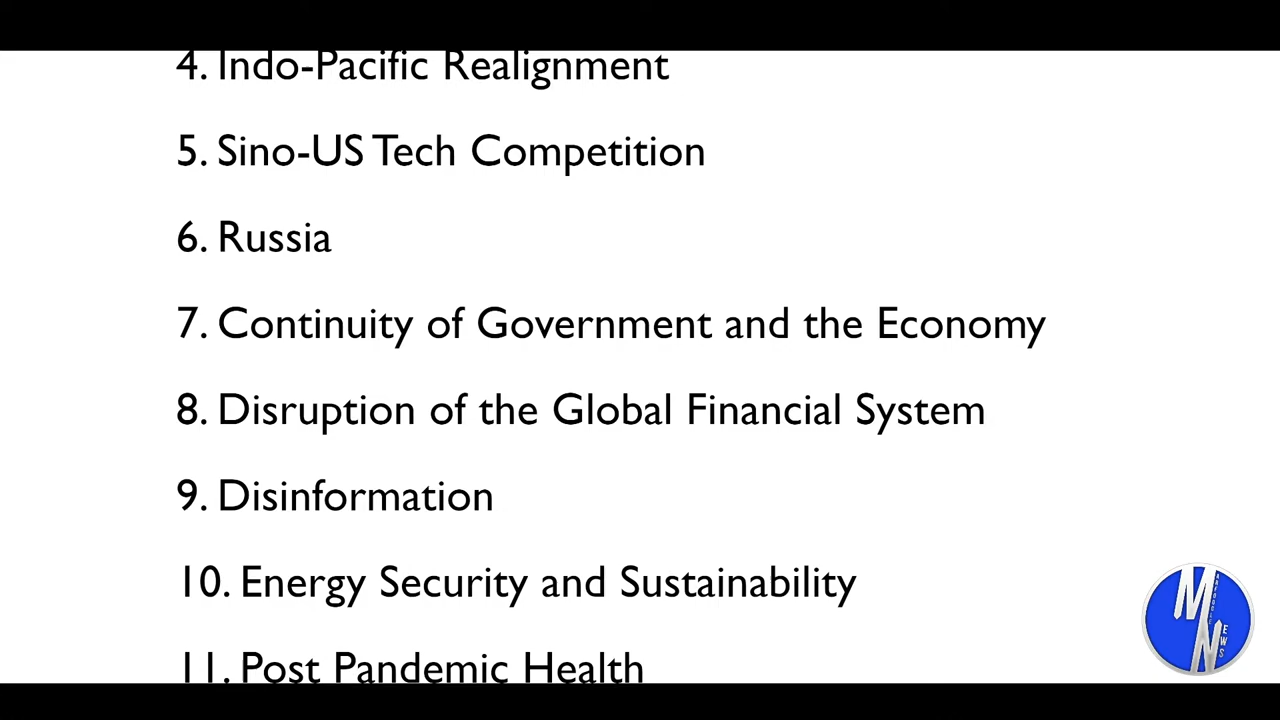 4. Indo-Pacific Realignment
5. Sino-US Tech Competition
6. Russia
7. Continuity of Government and the Economy
8. Disruption of the Global Financial System
9. Disinformation
10. Energy Security and Sustainability
11. Post Pandemic Health
M
N
EWS